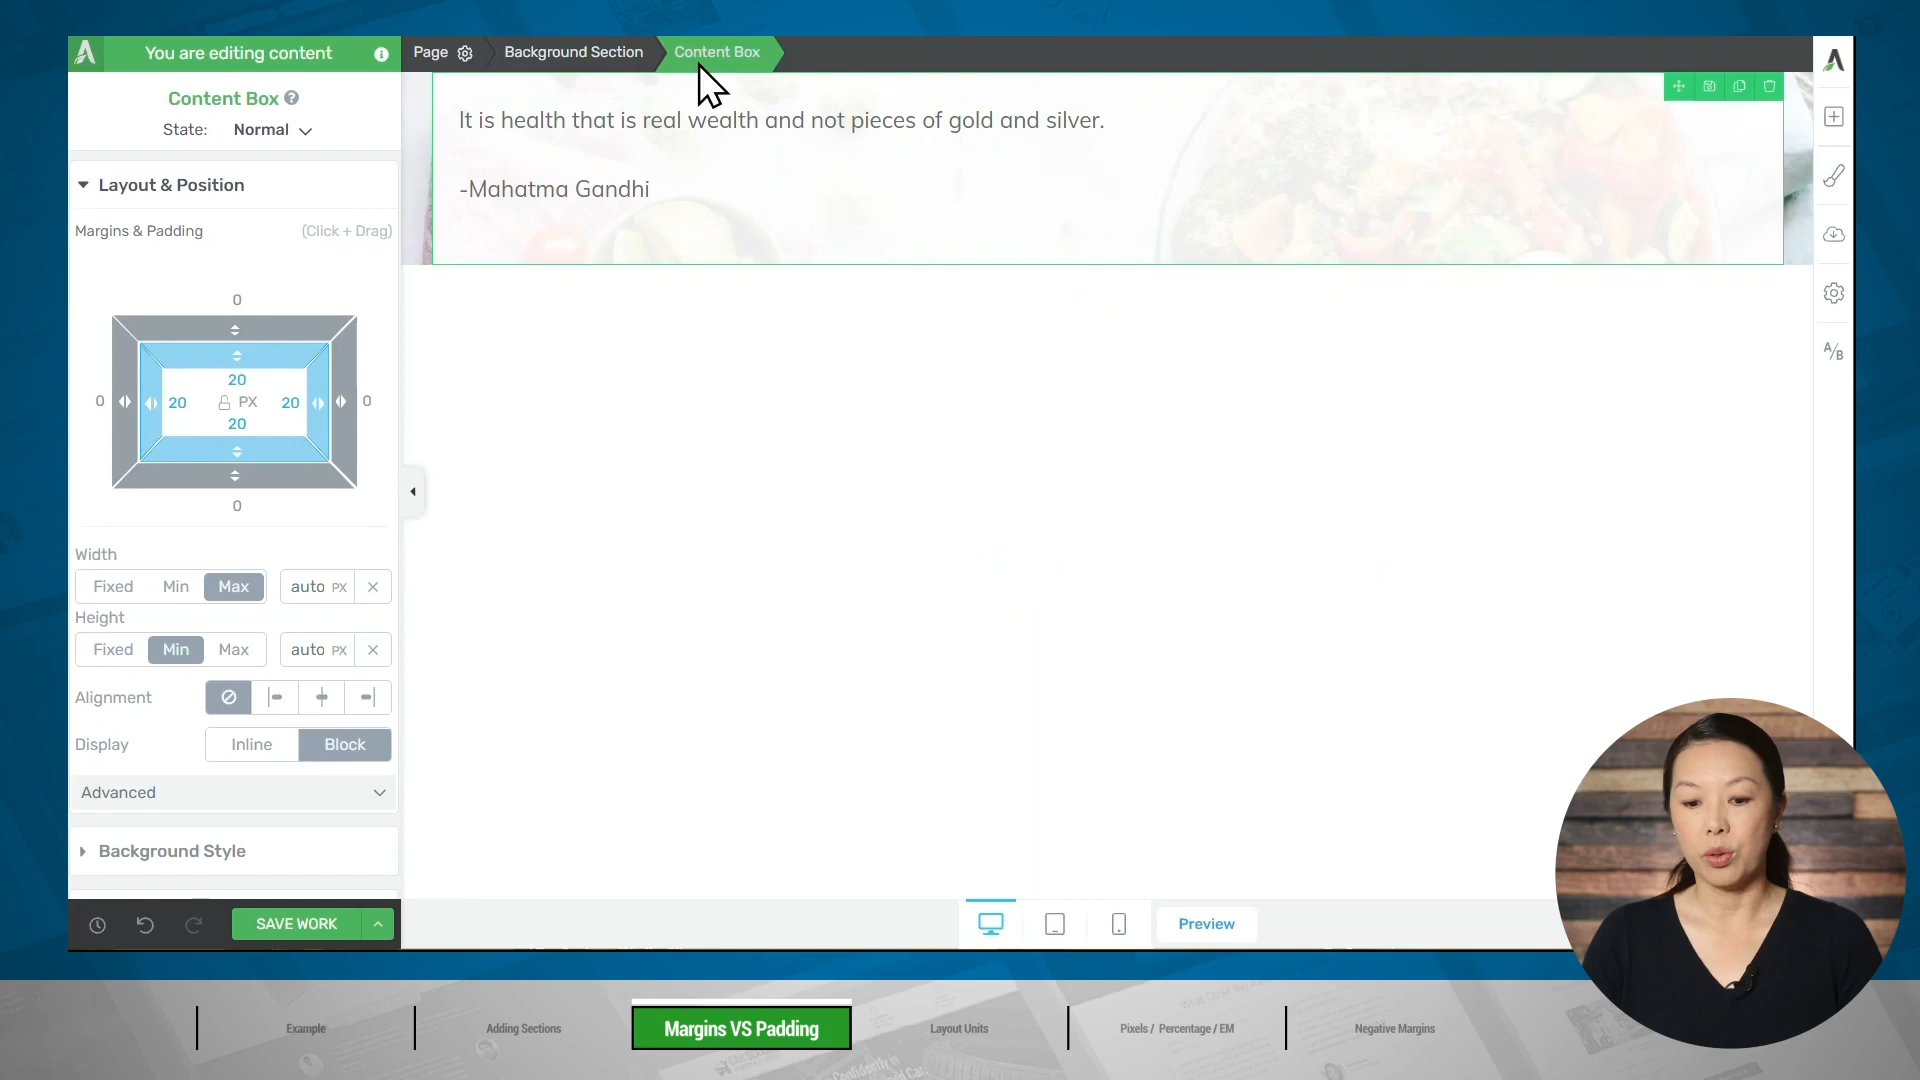 You are editing content
Page
Background Section
Content Box
Content Box
State: Normal
Layout & Position
Margins & Padding (Click + Drag)
0
20
0 20 PX 20 0
20
0
Width
Fixed Min Max auto PX
Height
Fixed Min Max auto PX
Alignment
Display Inline Block
Advanced
Background Style
SAVE WORK
It is health that is real wealth and not pieces of gold and silver.
-Mahatma Gandhi
A/B
Preview
Example
Adding Sections
Margins VS Padding
Layout Units
Pixels / Percentage / EM
Negative Margins